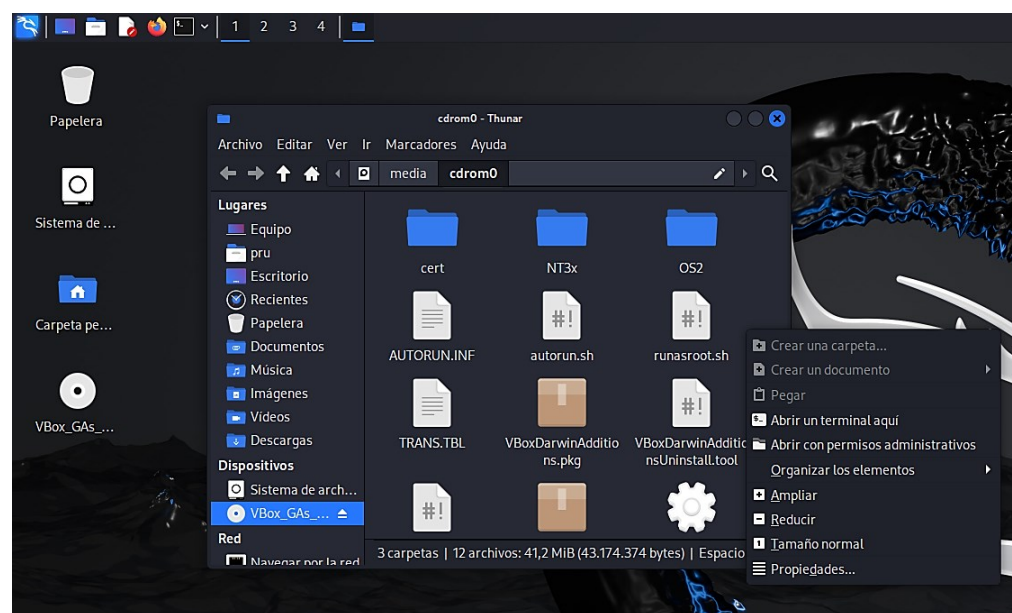 1 2 3 4
Papelera
Sistema de ...
Carpeta pe...
VBox_GAs_...
cdrom0 - Thunar
Archivo Editar Ver Ir Marcadores Ayuda
media cdrom0
Lugares
Equipo
pru
Escritorio
Recientes
Papelera
Documentos
Música
Imágenes
Vídeos
Descargas
Dispositivos
Sistema de arch...
VBox_GAs_...
Red
Navegar por la red
cert NT3x OS2
AUTORUN.INF autorun.sh runasroot.sh
TRANS.TBL VBoxDarwinAdditio VBoxDarwinAdditio
ns.pkg nsUninstall.tool
3 carpetas | 12 archivos: 41,2 MiB (43.174.374 bytes) | Espacio
Crear una carpeta...
Crear un documento
Pegar
Abrir un terminal aquí
Abrir con permisos administrativos
Organizar los elementos
Ampliar
Reducir
Tamaño normal
Propiedades...